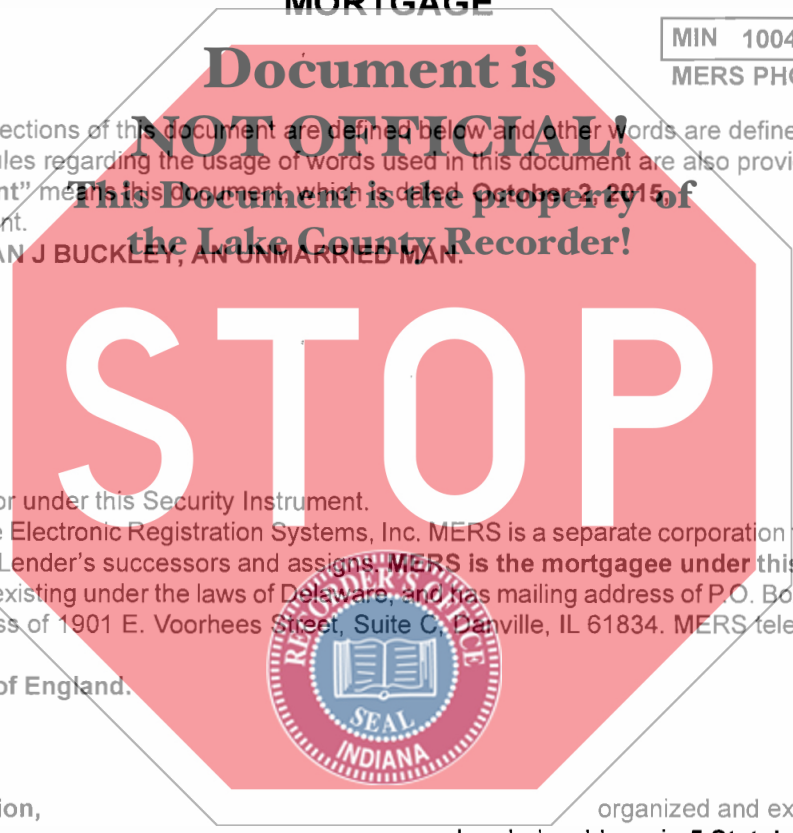 MORTGAGE
MIN 1004
Document is
MERS PHO
NOT OFFICIAL!
ections of this document are defined below and other words are define
ules regarding the usage of words used in this document are also provi
nt" means this document, which is dated October 2, 2015,
This Document is the property of
nt.
the Lake County Recorder!
AN J BUCKLEY, AN UNMARRIED MAN.
STOP
or under this Security Instrument.
e Electronic Registration Systems, Inc. MERS is a separate corporation
Lender's successors and assigns. MERS is the mortgagee under this
existing under the laws of Delaware, and has mailing address of P.O. Bo
ss of 1901 E. Voorhees Street, Suite C, Danville, IL 61834. MERS tele
RECORDER'S OFFICE
SEAL
INDIANA
of England.
ion,
organized and ex